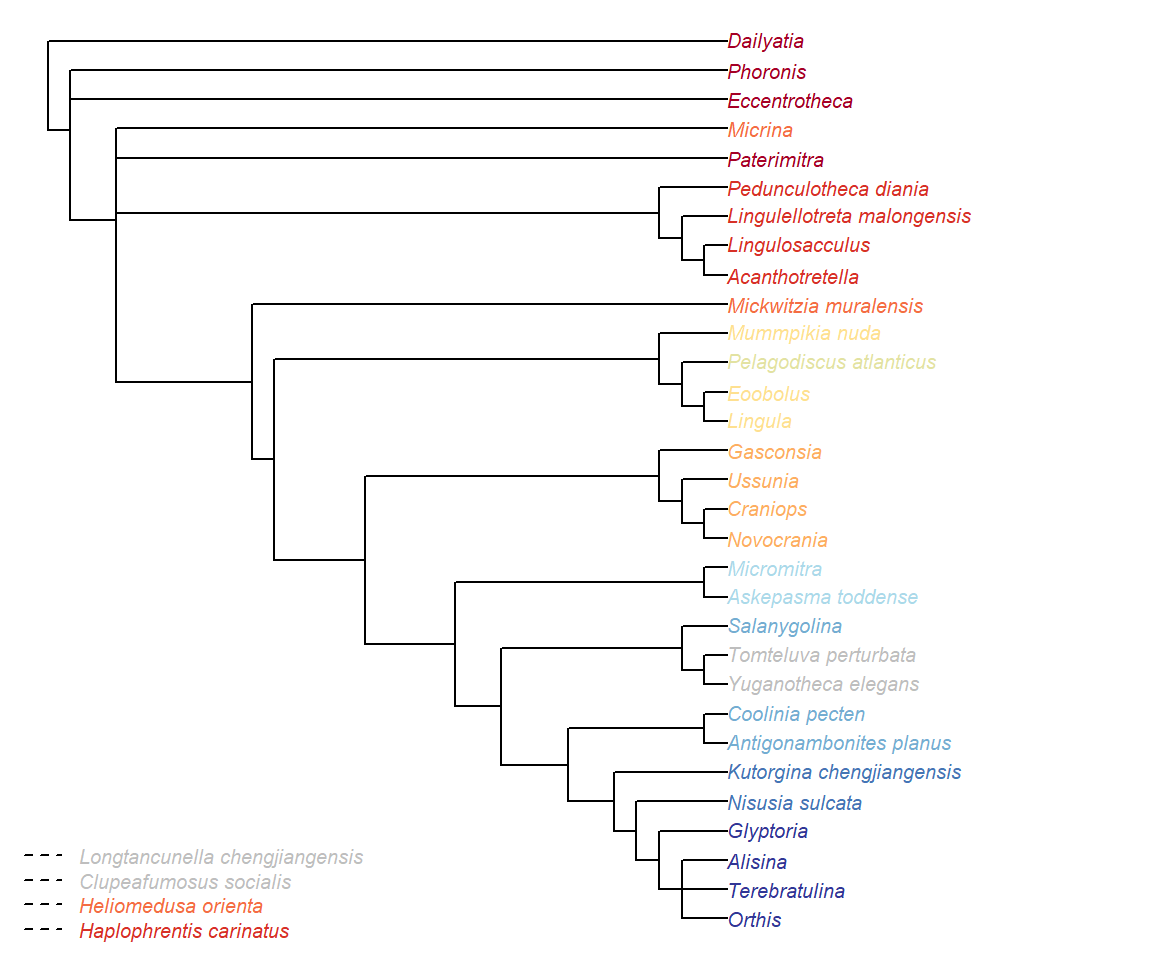 Dailyatia
Phoronis
Eccentrotheca
Micrina
Paterimitra
Pedunculotheca diania
Lingulellotreta malongensis
Lingulosacculus
Acanthotretella
Mickwitzia muralensis
Mummpikia nuda
Pelagodiscus atlanticus
Eoobolus
Lingula
Gasconsia
Ussunia
Craniops
Novocrania
Micromitra
Askepasma toddense
Salanygolina
Tomteluva perturbata
Yuganotheca elegans
Coolinia pecten
Antigonambonites planus
Kutorgina chengjiangensis
Nisusia sulcata
Glyptoria
Alisina
Terebratulina
Orthis
Longtancunella chengjiangensis
Clupeafumosus socialis
Heliomedusa orienta
Haplophrentis carinatus